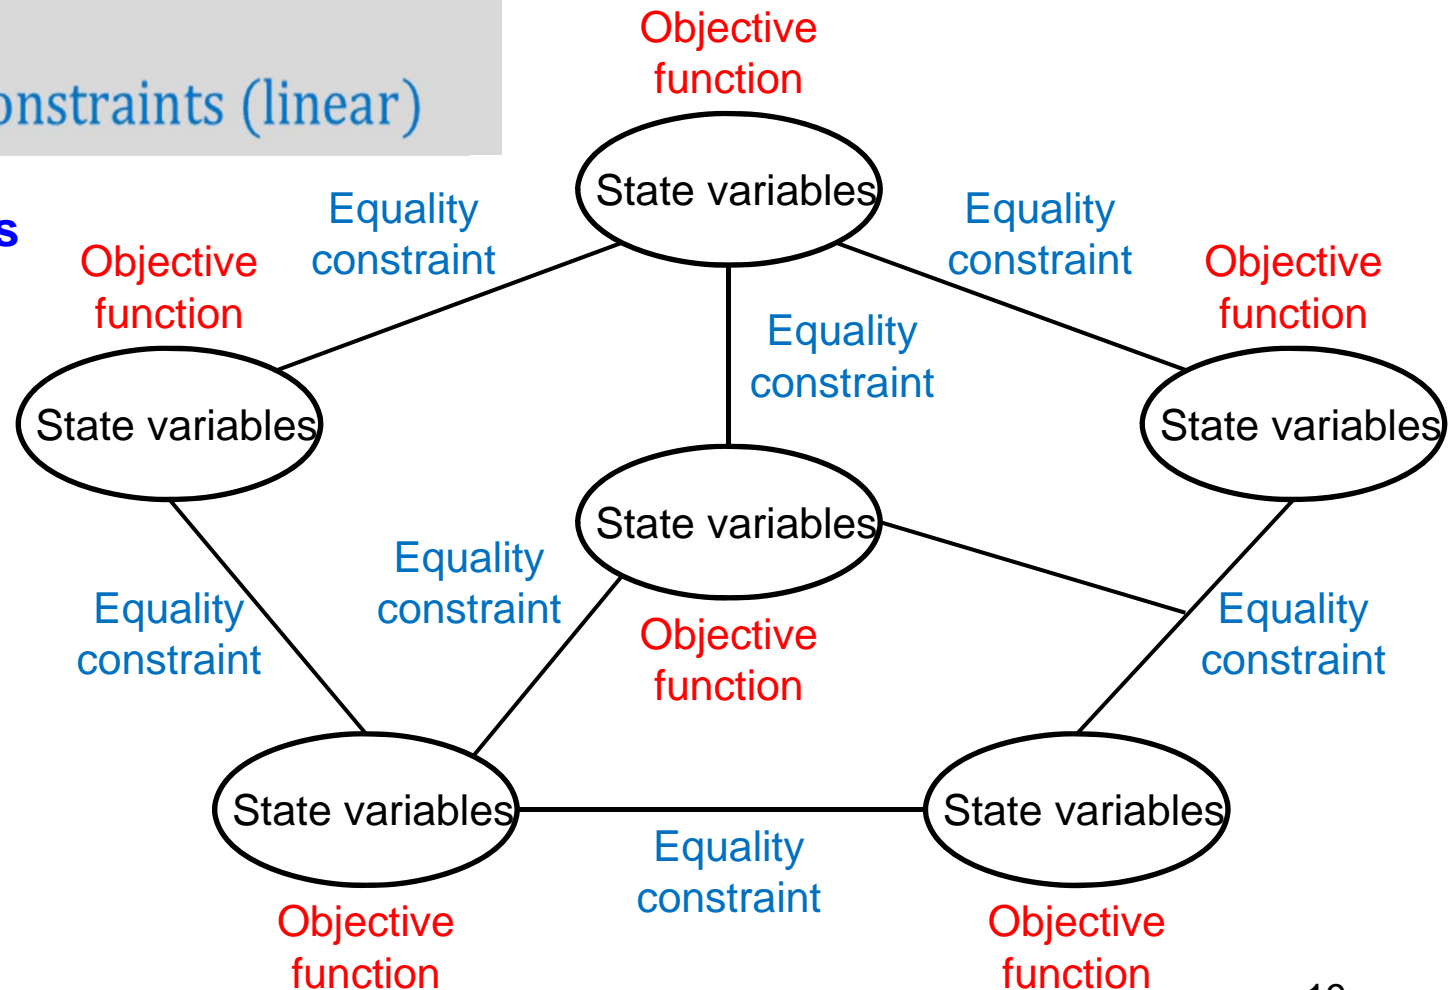 Objective
function
constraints (linear)
State variables
Equality
constraint
Equality
constraint
s
Objective
function
Objective
function
Equality
constraint
State variables
State variables
State variables
Equality
constraint
Equality
constraint
Equality
constraint
Objective
function
State variables
State variables
Equality
constraint
Objective
function
Objective
function